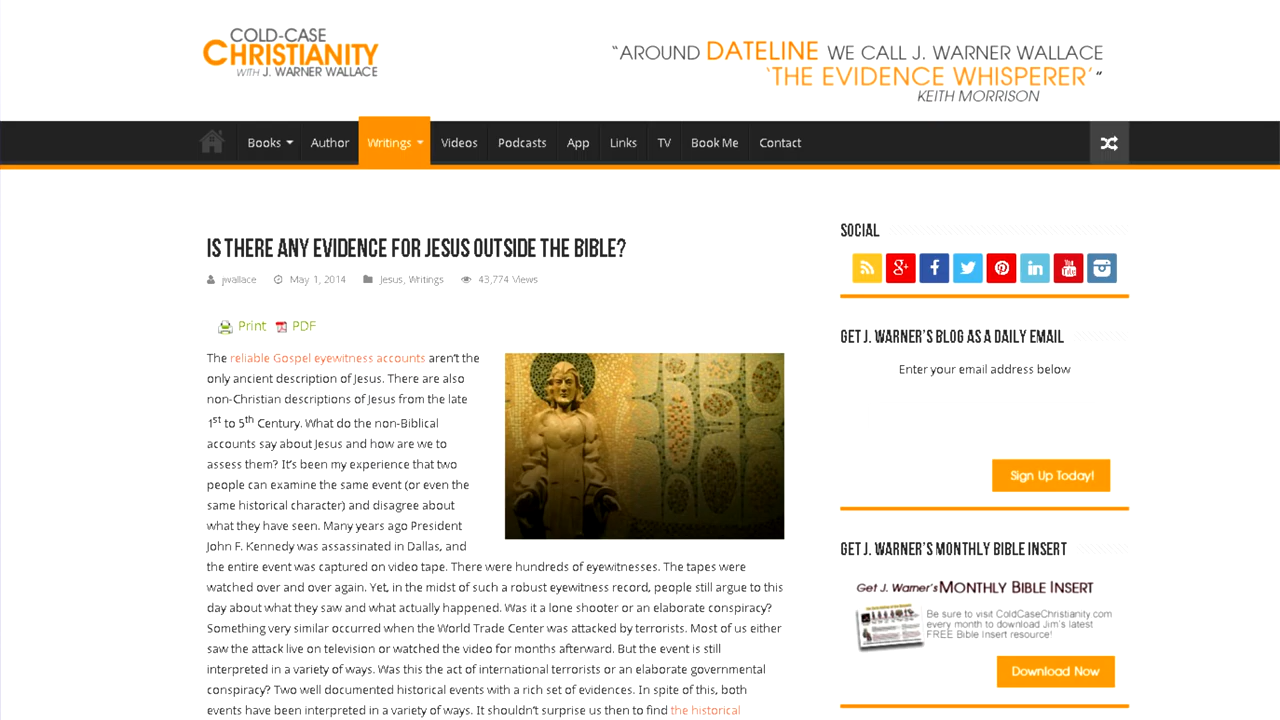 COLD-CASE
CHRISTIANITY
WITH J. WARNER WALLACE
“AROUND DATELINE WE CALL J. WARNER WALLACE
‘THE EVIDENCE WHISPERER’“
KEITH MORRISON
Books Author Writings Videos Podcasts App Links TV Book Me Contact
IS THERE ANY EVIDENCE FOR JESUS OUTSIDE THE BIBLE?
jwallace May 1, 2014 Jesus, Writings 43,774 Views
Print PDF
The reliable Gospel eyewitness accounts aren’t the
only ancient description of Jesus. There are also
non-Christian descriptions of Jesus from the late
1st to 5th Century. What do the non-Biblical
accounts say about Jesus and how are we to
assess them? It’s been my experience that two
people can examine the same event (or even the
same historical character) and disagree about
what they have seen. Many years ago President
John F. Kennedy was assassinated in Dallas, and
the entire event was captured on video tape. There were hundreds of eyewitnesses. The tapes were
watched over and over again. Yet, in the midst of such a robust eyewitness record, people still argue to this
day about what they saw and what actually happened. Was it a lone shooter or an elaborate conspiracy?
Something very similar occurred when the World Trade Center was attacked by terrorists. Most of us either
saw the attack live on television or watched the video for months afterward. But the event is still
interpreted in a variety of ways. Was this the act of international terrorists or an elaborate governmental
conspiracy? Two well documented historical events with a rich set of evidences. In spite of this, both
events have been interpreted in a variety of ways. It shouldn’t surprise us then to find the historical
SOCIAL
GET J. WARNER’S BLOG AS A DAILY EMAIL
Enter your email address below
Sign Up Today!
GET J. WARNER’S MONTHLY BIBLE INSERT
Get J. Warner's MONTHLY BIBLE INSERT
Be sure to visit ColdCaseChristianity.com
every month to download Jim's latest
FREE Bible Insert resource!
Download Now